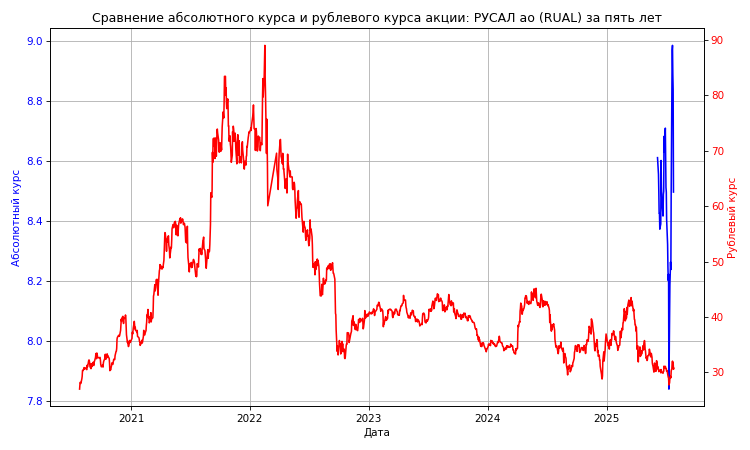 Сравнение абсолютного курса и рублевого курса акции: РУСАЛ ао (RUAL) за пять лет
9.0
8.8
8.6
8.4
8.2
8.0
7.8
Абсолютный курс
90
80
70
60
50
40
30
Рублевый курс
2021 2022 2023 2024 2025
Дата